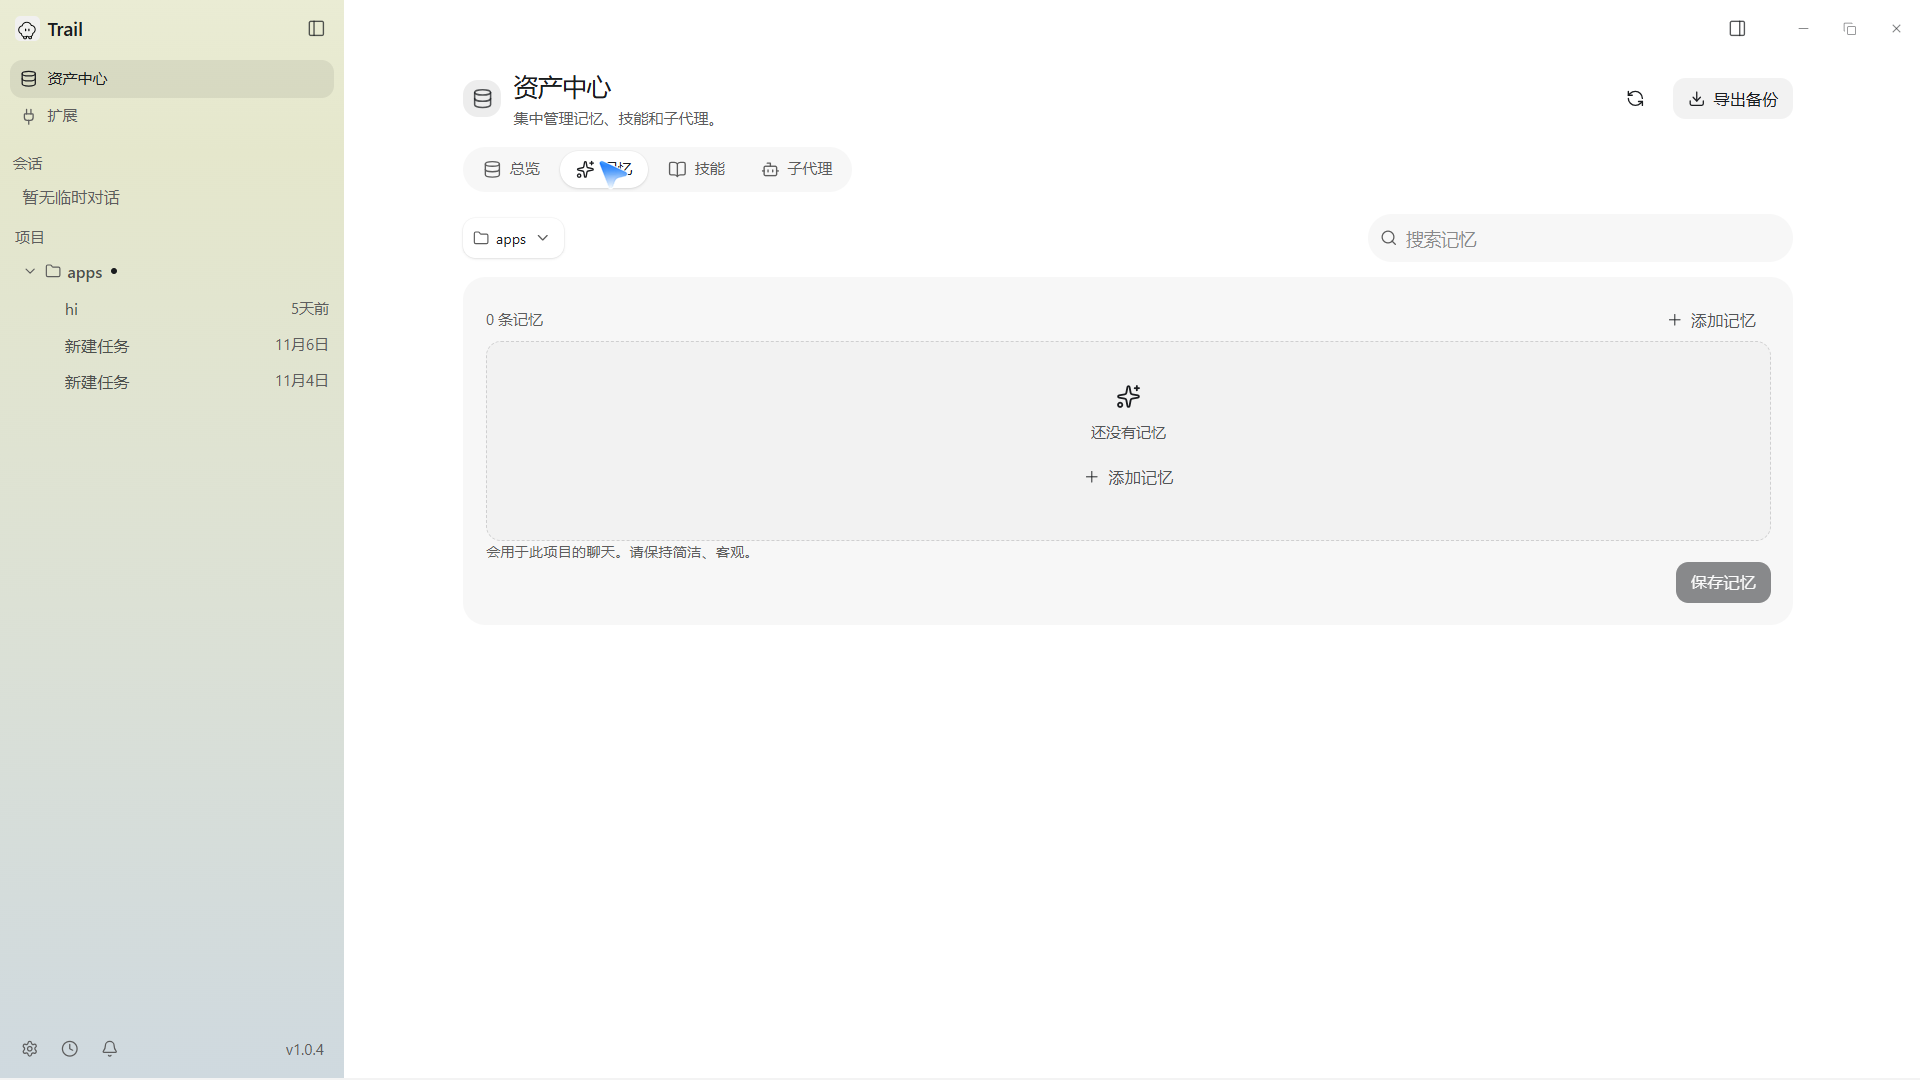 Trail
资产中心
扩展
会话
暂无临时对话
项目
apps
hi 5天前
新建任务 11月6日
新建任务 11月4日
v1.0.4
资产中心
集中管理记忆、技能和子代理。
导出备份
总览 忆 技能 子代理
apps
搜索记忆
0 条记忆
添加记忆
还没有记忆
添加记忆
会用于此项目的聊天。请保持简洁、客观。
保存记忆